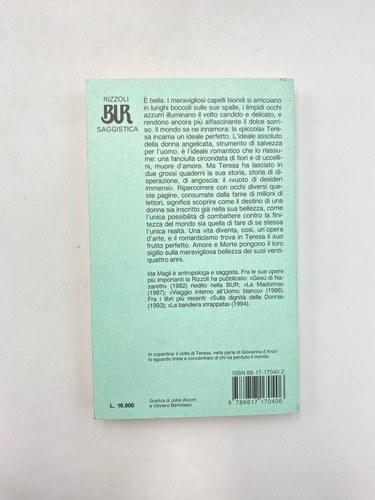 RIZZOLI
BUR
SAGGISTICA
È bella. I meravigliosi capelli biondi si arricciano
in lunghi boccoli sulle sue spalle, i limpidi occhi
azzurri illuminano il volto candido e delicato, e
rendono ancora più affascinante il dolce sorri-
so. Il mondo se ne innamora: la «piccola» Tere-
sa incarna un ideale perfetto. L'ideale assoluto
della donna angelicata, strumento di salvezza
per l'uomo, è l'ideale romantico che lo riassu-
me: una fanciulla circondata di fiori e di uccelli-
ni, muore d'amore. Ma Teresa ha lasciato in
due grossi quaderni la sua storia, storia di di-
sperazione, di angoscia: il «vuoto di desideri
immensi». Ripercorrere con occhi diversi que-
ste pagine, consumate dalla fame di milioni di
lettori, significa scoprire come il destino di una
donna sia inscritto già nella sua bellezza, come
l'unica possibilità di combattere contro la fini-
tezza del mondo sia quella di fare di se stessa
l'unica realtà. Una vita diventa, così, un'opera
d'arte, e il romanticismo trova in Teresa il suo
frutto perfetto. Amore e Morte pongono il loro
sigillo sulla meravigliosa bellezza dei suoi venti-
quattro anni.
Ida Magli è antropologa e saggista. Fra le sue opere
più importanti la Rizzoli ha pubblicato: «Gesù di Na-
zareth» (1982) riedito nella BUR; «La Madonna»
(1987); «Viaggio interno all'Uomo bianco» (1986).
Fra i libri più recenti: «Sulla dignità della Donna»
(1993); «La bandiera strappata» (1994).
In copertina: il volto di Teresa, nella parte di Giovanna d'Arco:
lo sguardo triste e concentrato di chi ha perduto il mondo.
ISBN 88-17-17040-2
9 788817 170406
L. 16.000
Grafica di John Alcorn
e Oliviero Bertolaso